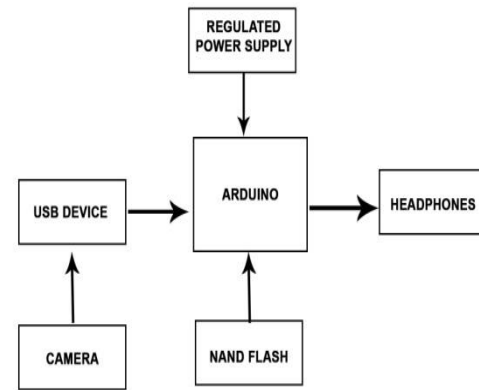 REGULATED
POWER SUPPLY
ARDUINO
USB DEVICE
HEADPHONES
CAMERA
NAND FLASH